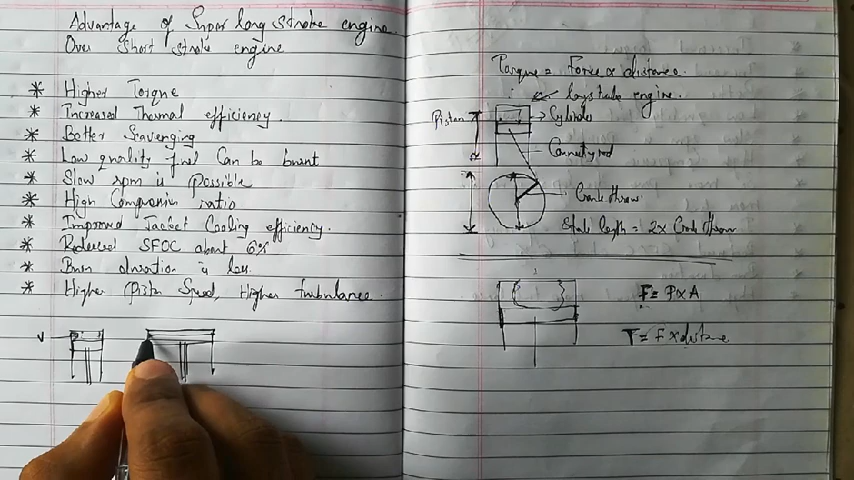 Advantage of Super long stroke engine
Over Short stroke engine
* Higher Torque
* Increased Thermal efficiency.
* Better Scavenging
* Low quality fuel Can be burnt
* Slow rpm is possible
* High Compression ratio
* Improved Jacket Cooling efficiency.
* Reduced SFOC about 6%
* Burn duration is less.
* Higher Piston Speed, Higher turbulance
V
Torque = Force x distance.
longstroke engine.
Piston
Cylinder
Connecting rod
Crank throw
Stroke length = 2x Crank throw
F = P x A
T = F x distance